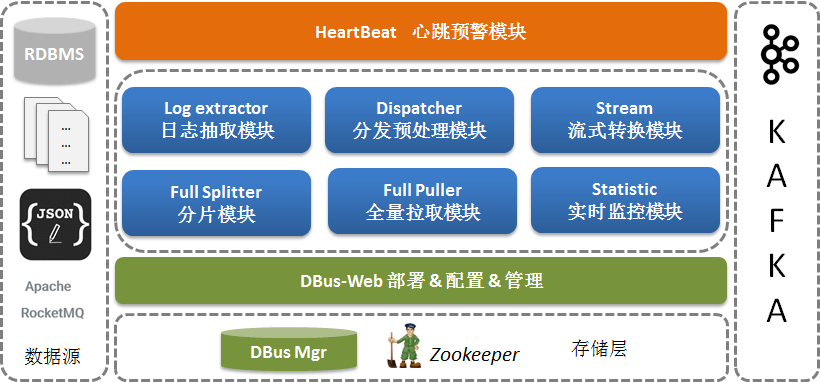 RDBMS
...
...
...
JSON
Apache
RocketMQ
数据源
HeartBeat 心跳预警模块
Log extractor
日志抽取模块
Dispatcher
分发预处理模块
Stream
流式转换模块
Full Splitter
分片模块
Full Puller
全量拉取模块
Statistic
实时监控模块
DBus-Web 部署&配置&管理
DBus Mgr
Zookeeper
存储层
K
A
F
K
A